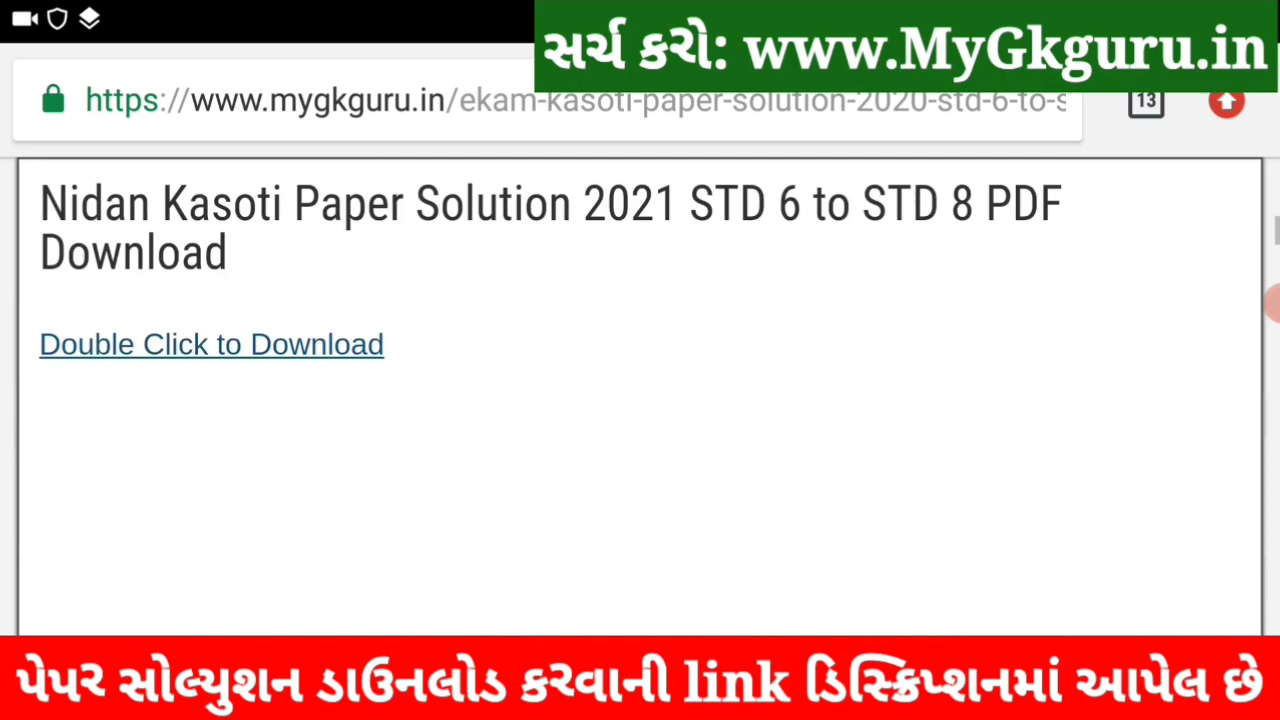 સર્ચ કરો: www.MyGkguru.in
https://www.mygkguru.in/ekam-kasoti-paper-solution-2020-std-6-to-s
13
Nidan Kasoti Paper Solution 2021 STD 6 to STD 8 PDF
Download
Double Click to Download
પેપર સોલ્યુશન ડાઉનલોડ કરવાની link ડિસ્ક્રિપ્શનમાં આપેલ છે